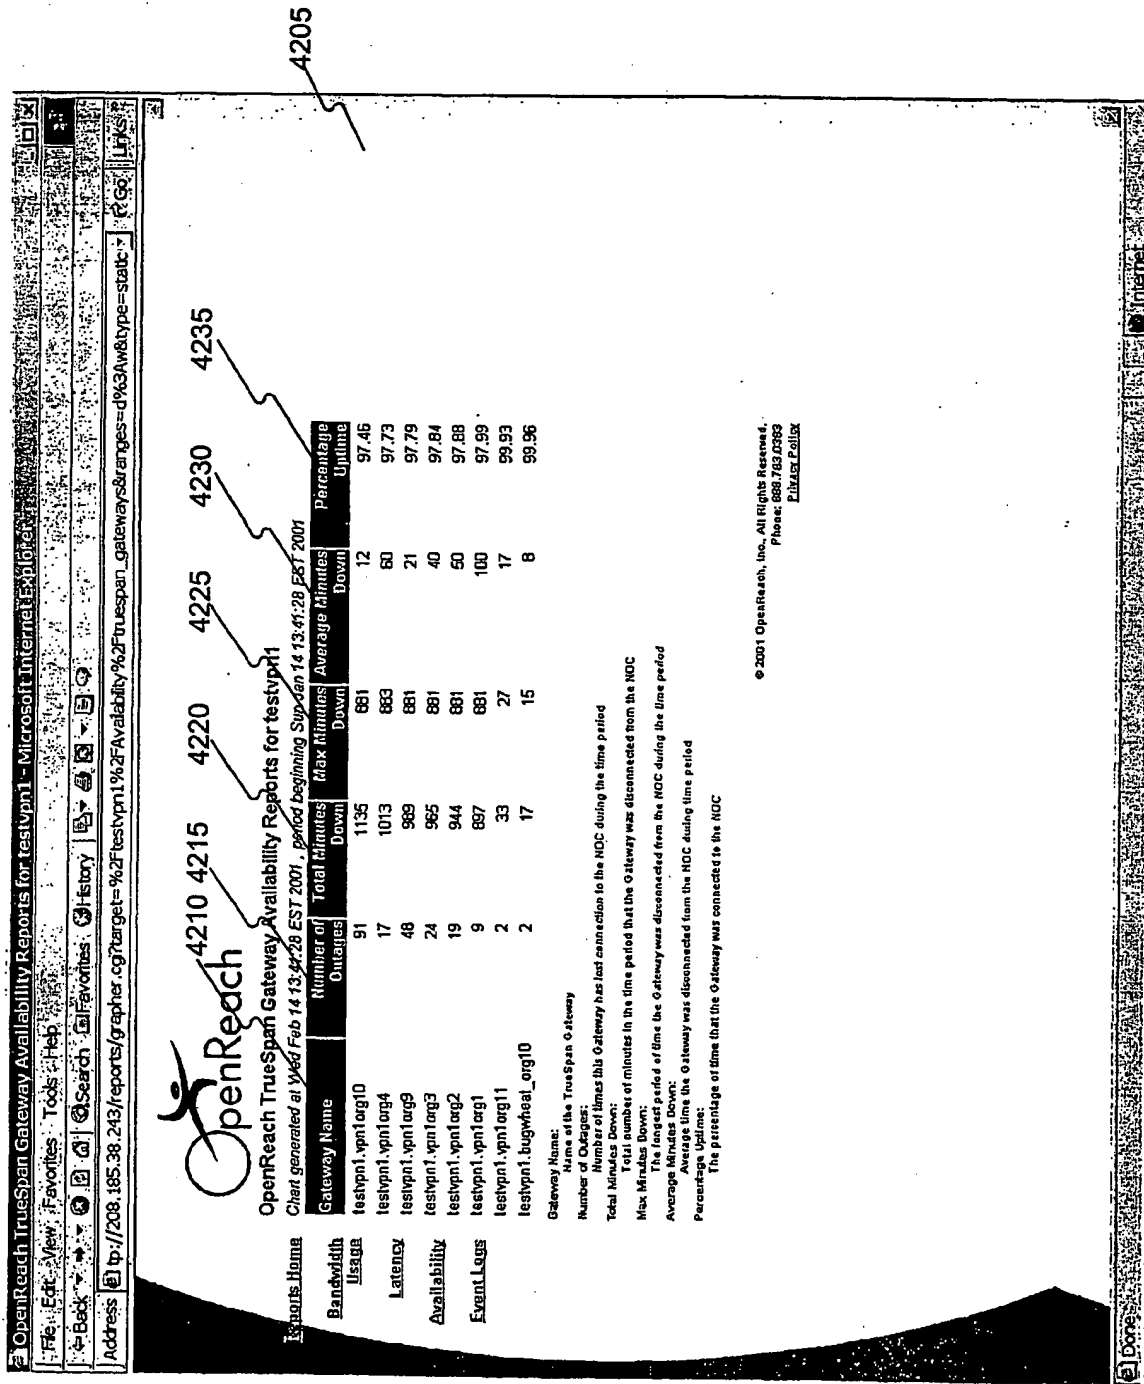 OpenReach TrueSpan Gateway Availability Reports for testvpn1 - Microsoft Internet Explorer
File Edit View Favorites Tools Help
Back Search Favorites History
Address tp://208.185.38.243/reports/grapher.cgi?target=%2Ftestvpn1%2FAvailability%2Ftruespan_gateways&ranges=d%3Aw&type=static Go Links
4205
4210 4215 4220 4225 4230 4235
OpenReach
OpenReach TrueSpan Gateway Availability Reports for testvpn1
Chart generated at Wed Feb 14 13:41:28 EST 2001 , period beginning Sun Jan 14 13:41:28 EST 2001
Reports Home
Bandwidth Usage
Latency
Availability
Event Logs
Gateway Name Number of Outages Total Minutes Down Max Minutes Down Average Minutes Down Percentage Uptime
testvpn1.vpn1org10 91 1135 881 12 97.46
testvpn1.vpn1org4 17 1013 883 60 97.73
testvpn1.vpn1org9 48 989 881 21 97.79
testvpn1.vpn1org3 24 965 881 40 97.84
testvpn1.vpn1org2 19 944 881 50 97.88
testvpn1.vpn1org1 9 897 881 100 97.99
testvpn1.vpn1org11 2 33 27 17 99.93
testvpn1.bugwheat_org10 2 17 15 8 99.96
Gateway Name:
Name of the TrueSpan Gateway
Number of Outages:
Number of times this Gateway has lost connection to the NOC during the time period
Total Minutes Down:
Total number of minutes in the time period that the Gateway was disconnected from the NOC
Max Minutes Down:
The longest period of time the Gateway was disconnected from the NOC during the time period
Average Minutes Down:
Average time the Gateway was disconnected from the NOC during time period
Percentage Uptime:
The percentage of time that the Gateway was connected to the NOC
© 2001 OpenReach, Inc., All Rights Reserved.
Phone: 888.783.0383
Privacy Policy
Done Internet